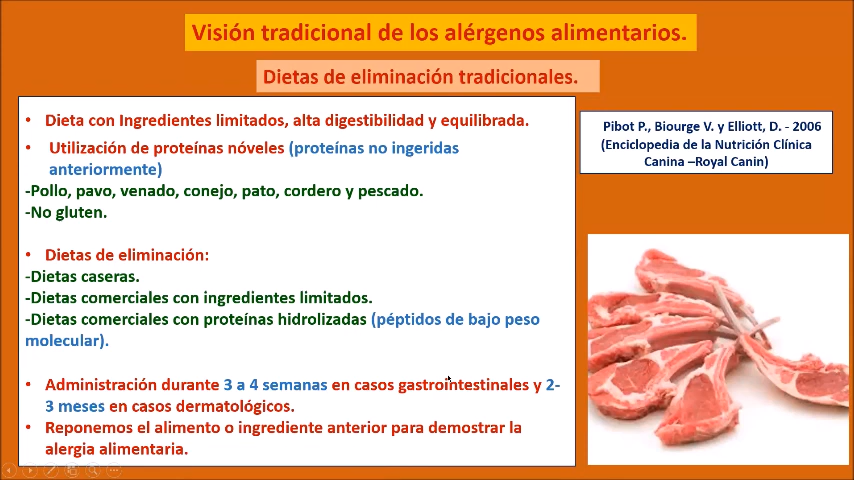 Visión tradicional de los alérgenos alimentarios.
Dietas de eliminación tradicionales.
• Dieta con Ingredientes limitados, alta digestibilidad y equilibrada.
• Utilización de proteínas nóveles (proteínas no ingeridas
anteriormente)
-Pollo, pavo, venado, conejo, pato, cordero y pescado.
-No gluten.
• Dietas de eliminación:
-Dietas caseras.
-Dietas comerciales con ingredientes limitados.
-Dietas comerciales con proteínas hidrolizadas (péptidos de bajo peso
molecular).
• Administración durante 3 a 4 semanas en casos gastrointestinales y 2-
3 meses en casos dermatológicos.
• Reponemos el alimento o ingrediente anterior para demostrar la
alergia alimentaria.
Pibot P., Biourge V. y Elliott, D. - 2006
(Enciclopedia de la Nutrición Clínica
Canina –Royal Canin)